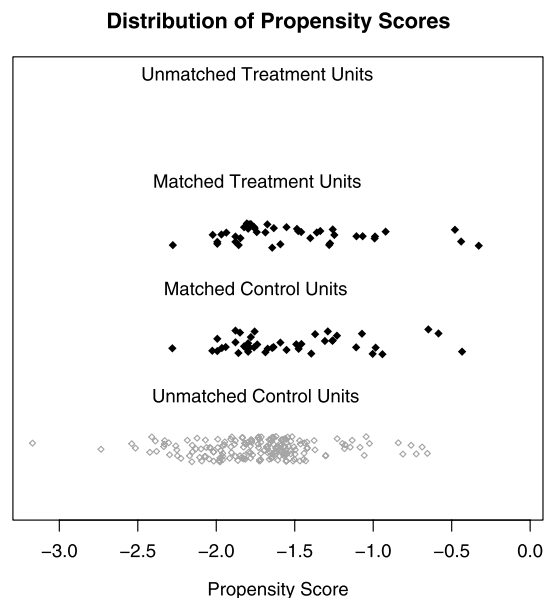 Distribution of Propensity Scores
Unmatched Treatment Units
Matched Treatment Units
Matched Control Units
Unmatched Control Units
−3.0 −2.5 −2.0 −1.5 −1.0 −0.5 0.0
Propensity Score